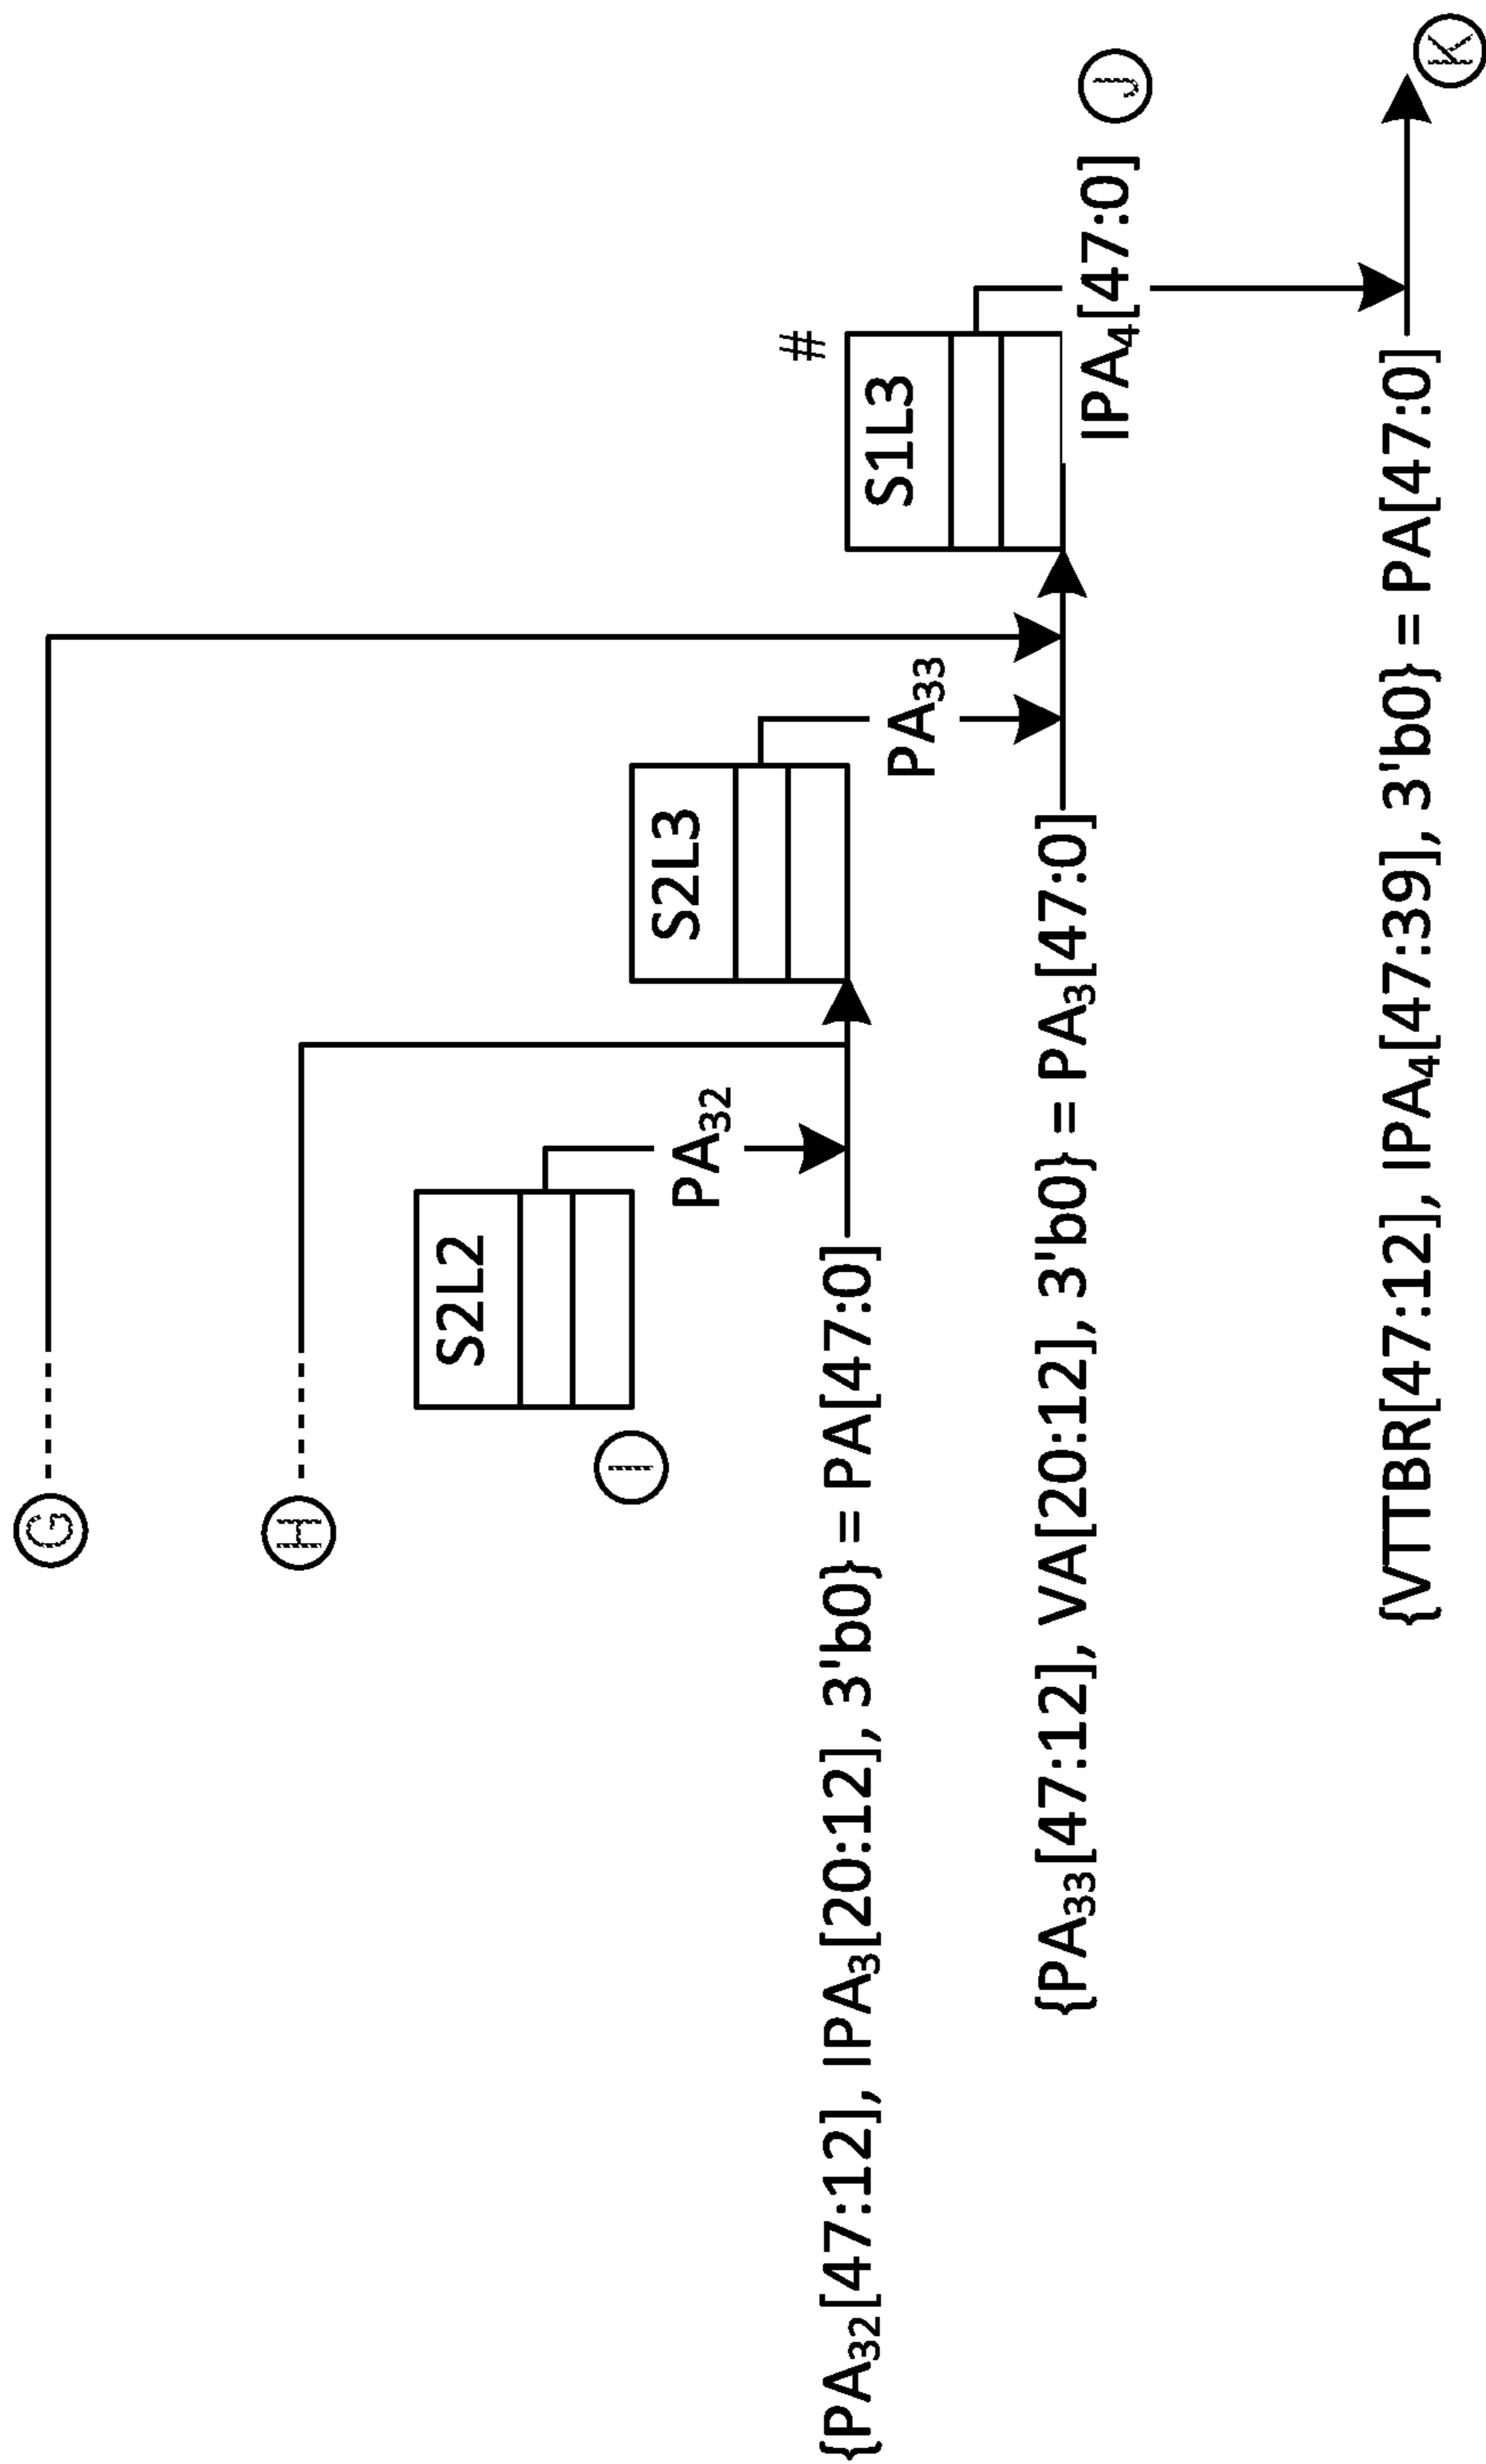 G
H
S2L2
I
PA₃₂
{PA₃₂[47:12], IPA₃[20:12], 3'b0} = PA[47:0]
S2L3
PA₃₃
{PA₃₃[47:12], VA[20:12], 3'b0} = PA₃[47:0]
#
S1L3
IPA₄[47:0]
J
{VTTBR[47:12], IPA₄[47:39], 3'b0} = PA[47:0]
K